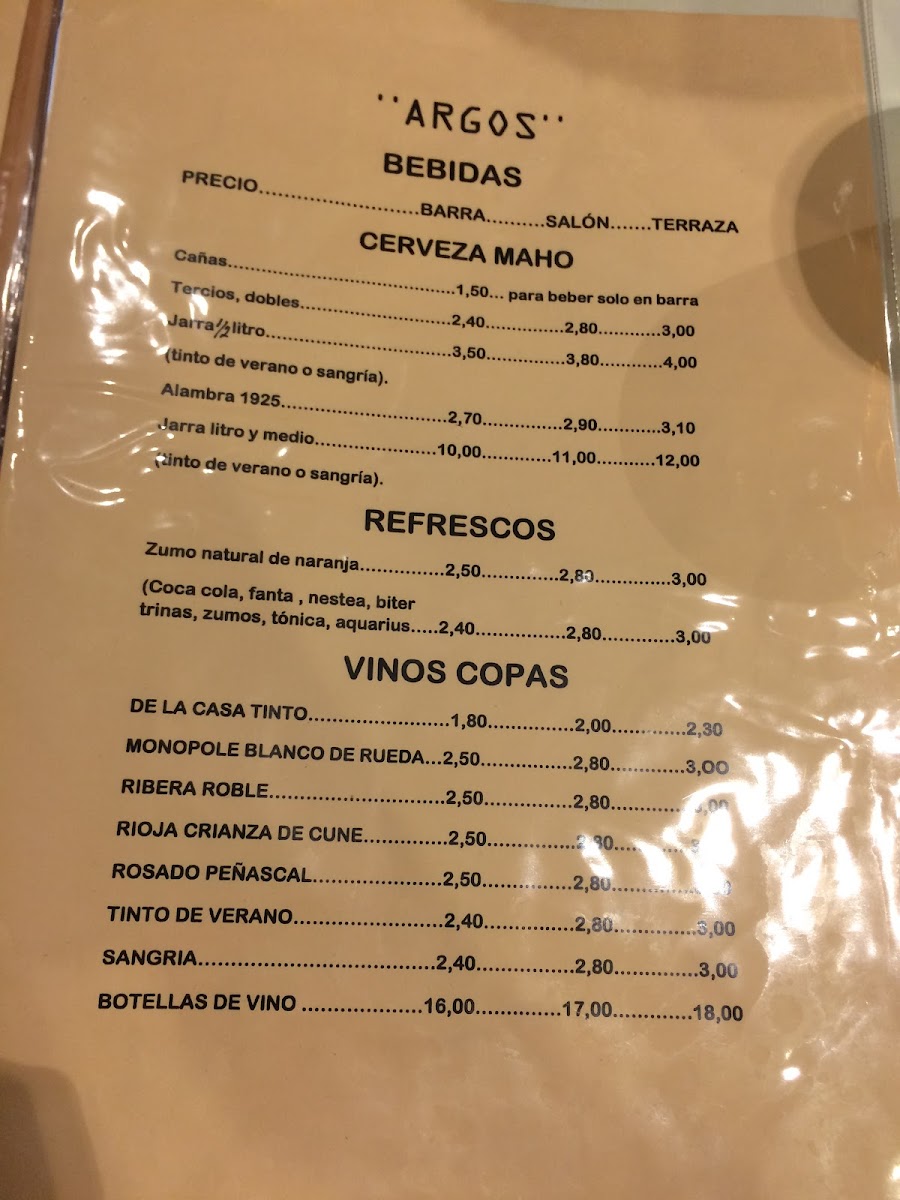 ¨ARGOS¨
BEBIDAS
PRECIO........................BARRA.........SALÓN.......TERRAZA
CERVEZA MAHO
Cañas..................................1,50... para beber solo en barra
Tercios, dobles.......................2,40............2,80..........3,00
Jarra ½ litro............................3,50............3,80..........4,00
(tinto de verano o sangría).
Alambra 1925.........................2,70.............2,90..........3,10
Jarra litro y medio..................10,00...........11,00.........12,00
(tinto de verano o sangría).
REFRESCOS
Zumo natural de naranja.............2,50............2,80............3,00
(Coca cola, fanta , nestea, biter
trinas, zumos, tónica, aquarius.....2,40..............2,80...........3,00
VINOS COPAS
DE LA CASA TINTO.....................1,80.............2,00...........2,30
MONOPOLE BLANCO DE RUEDA...2,50..............2,80...........3,00
RIBERA ROBLE..........................2,50.............2,80...........
RIOJA CRIANZA DE CUNE............2,50.............2,80..........
ROSADO PEÑASCAL...................2,50..............2,80...........
TINTO DE VERANO......................2,40..............2,80............3,00
SANGRIA...................................2,40..............2,80............3,00
BOTELLAS DE VINO ..................16,00.............17,00............18,00